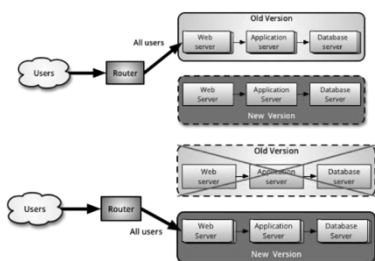 Old Version
All users
Web server
Application server
Database server
Users
Router
Web Server
Application Server
Database Server
New Version
Old Version
Web server
Application server
Database server
Users
Router
All users
Web Server
Application Server
Database Server
New Version